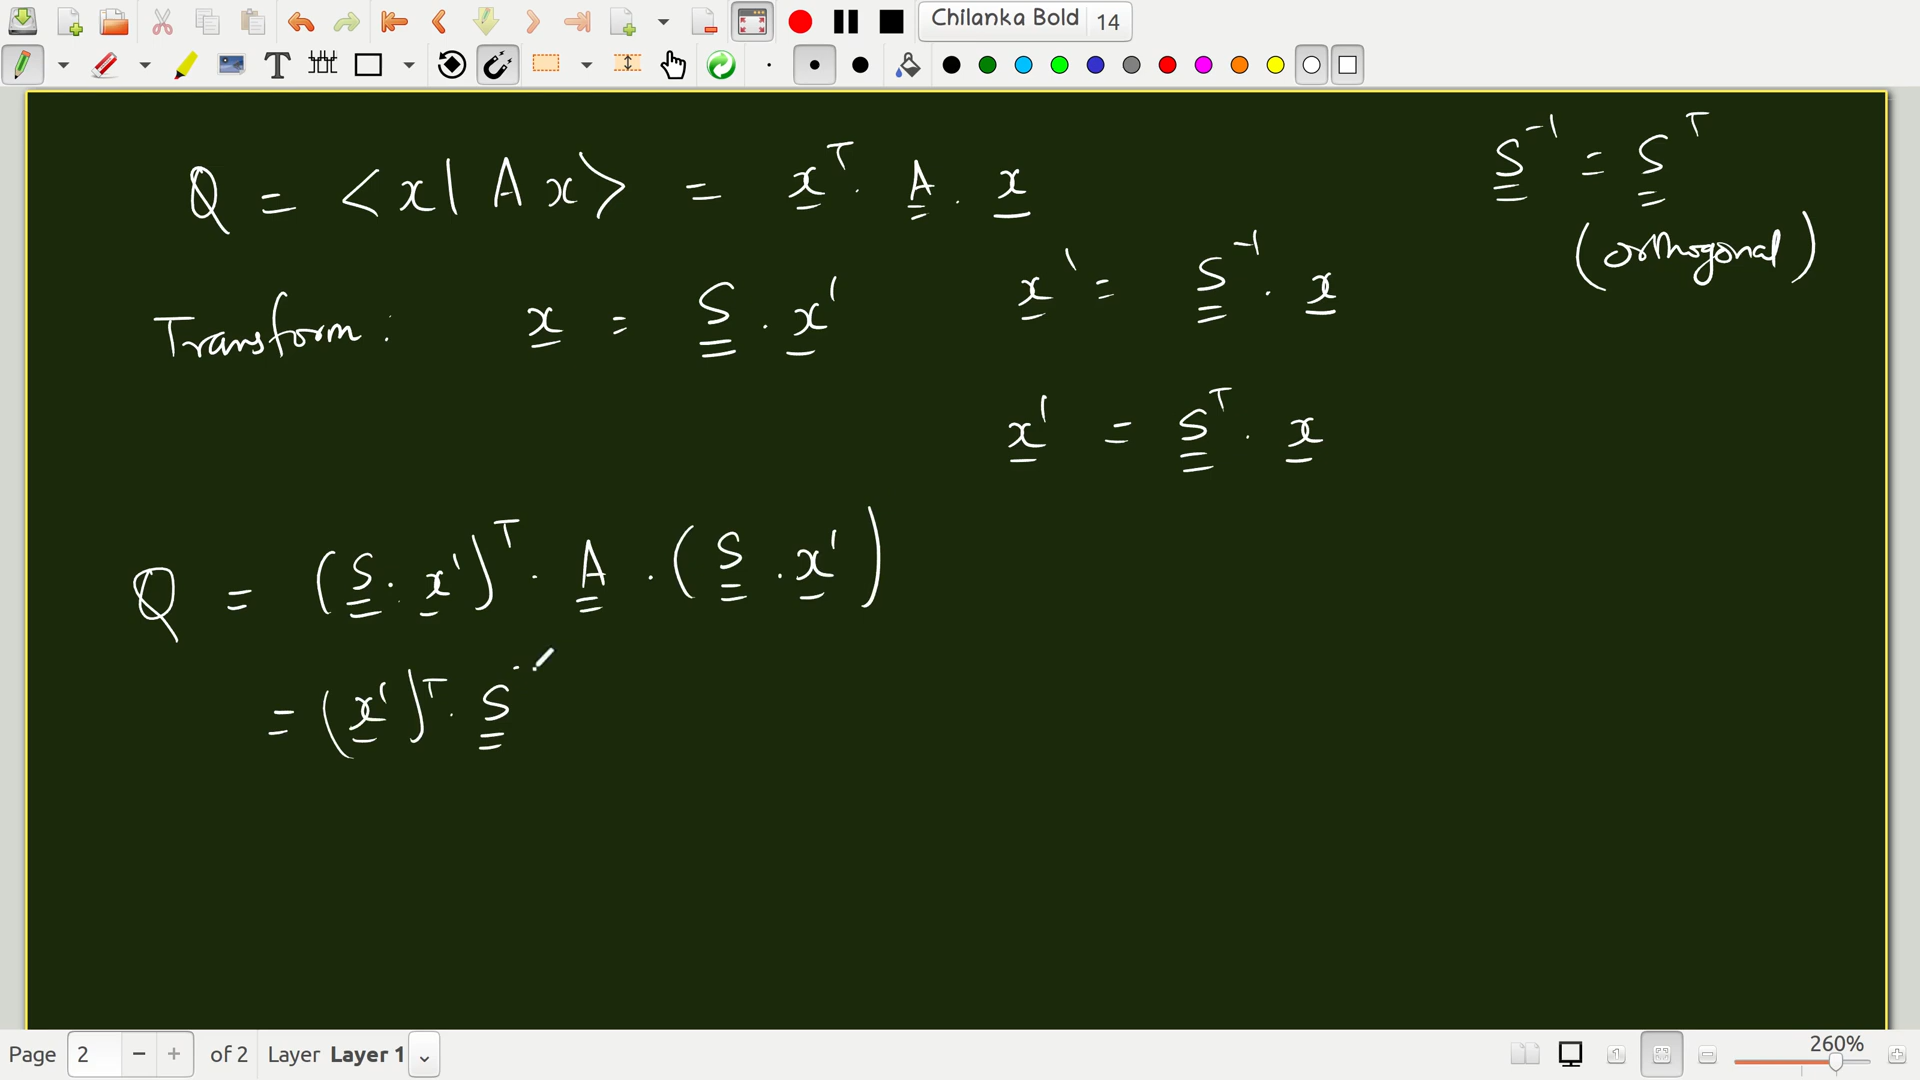 Chilanka Bold 14
Q = <x| A x> = x^T . A . x
S^-1 = S^T
(orthogonal)
Transform: x = S . x'
x' = S^-1 . x
x' = S^T . x
Q = (S . x')^T . A . (S . x')
= (x')^T . S
Page 2 of 2 Layer Layer 1
260%